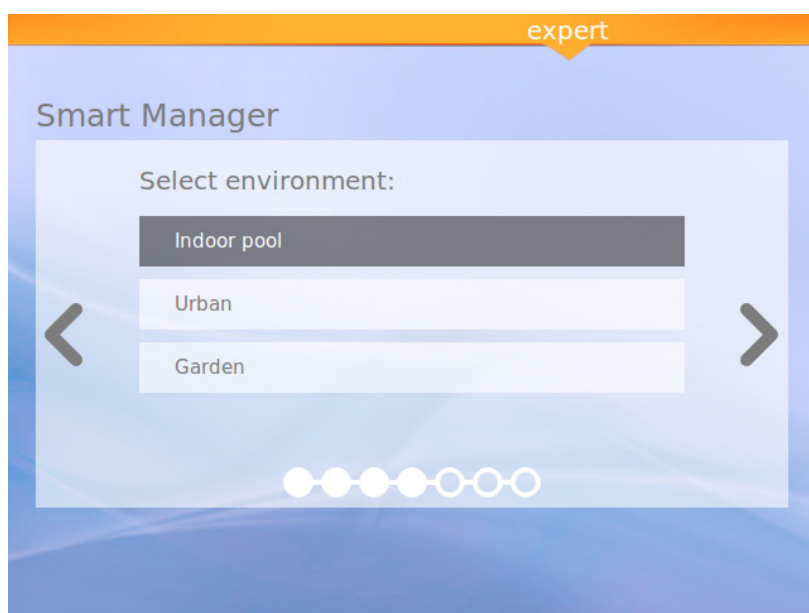 expert
Smart Manager
Select environment:
Indoor pool
Urban
Garden